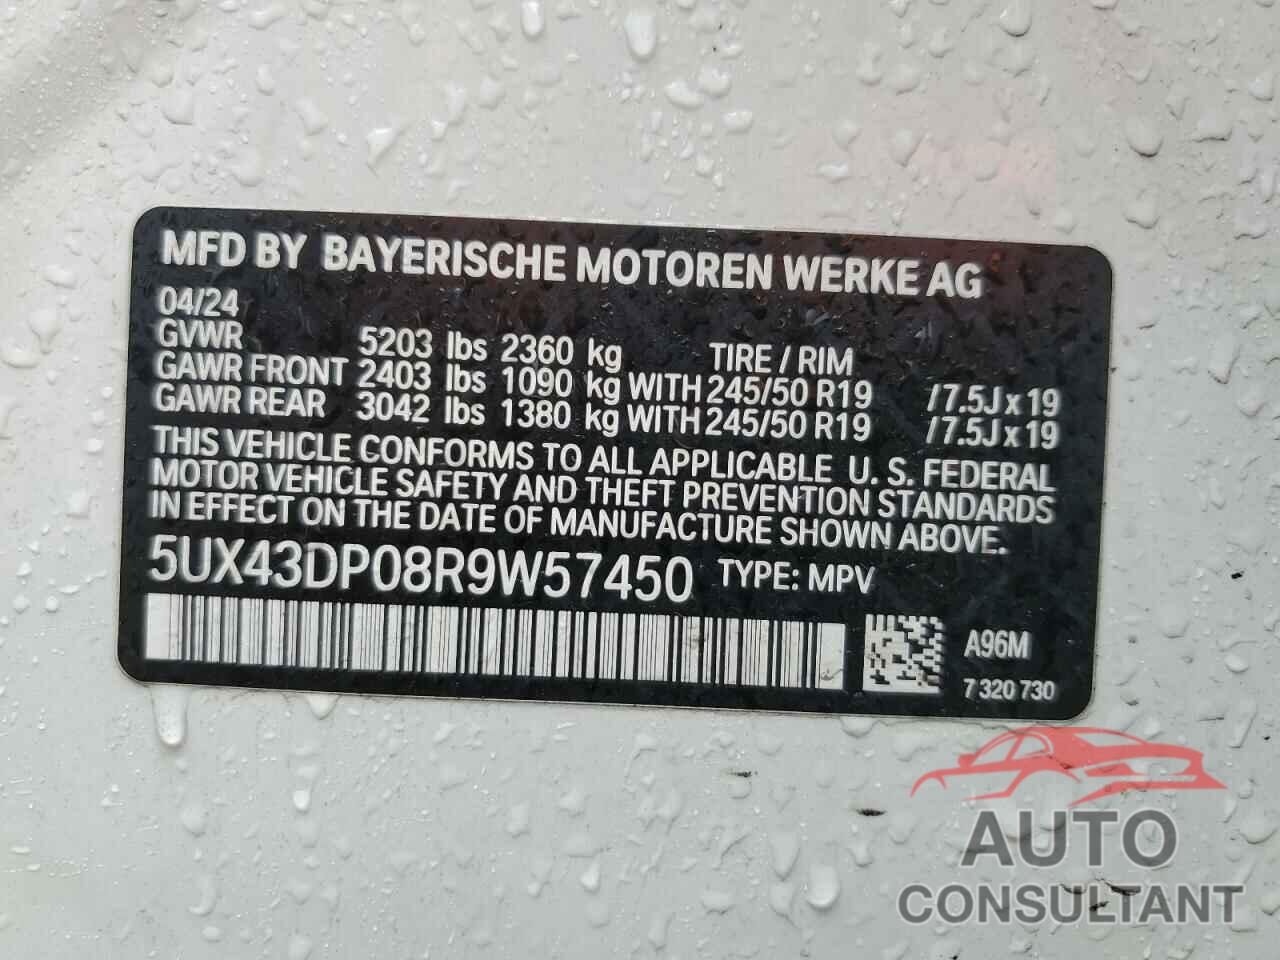 MFD BY BAYERISCHE MOTOREN WERKE AG
04/24
GVWR 5203 lbs 2360 kg TIRE / RIM
GAWR FRONT 2403 lbs 1090 kg WITH 245/50 R19 /7.5J x 19
GAWR REAR 3042 lbs 1380 kg WITH 245/50 R19 /7.5J x 19
THIS VEHICLE CONFORMS TO ALL APPLICABLE U. S. FEDERAL
MOTOR VEHICLE SAFETY AND THEFT PREVENTION STANDARDS
IN EFFECT ON THE DATE OF MANUFACTURE SHOWN ABOVE.
5UX43DP08R9W57450 TYPE: MPV
A96M
7 320 730
AUTO
CONSULTANT